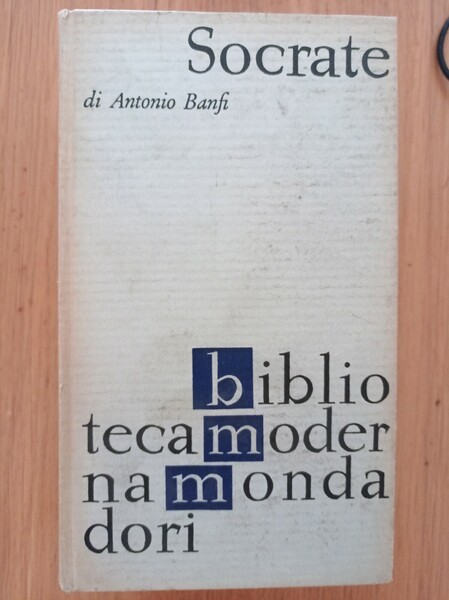 Socrate
di Antonio Banfi
biblio
tecamoder
namonda
dori